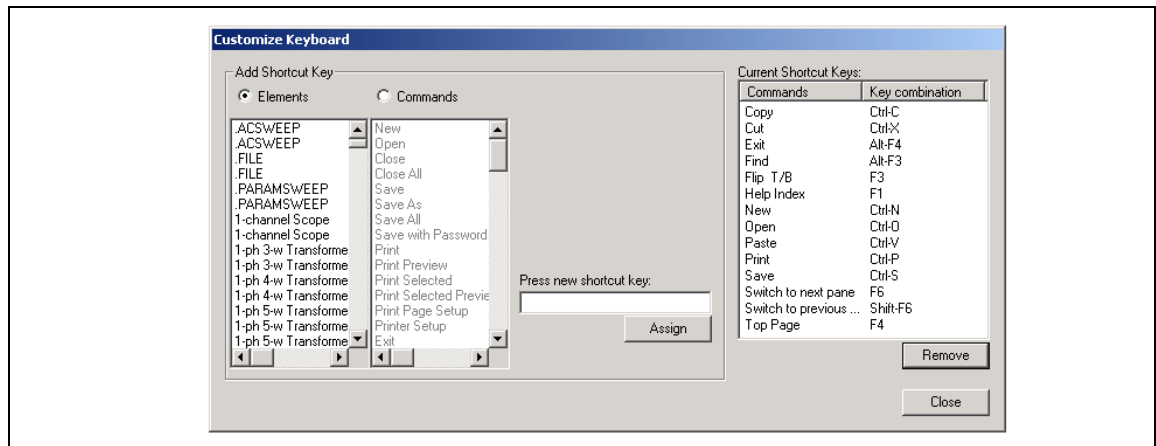 Customize Keyboard
Add Shortcut Key
Elements
Commands
.ACSWEEP
.ACSWEEP
.FILE
.FILE
.PARAMSWEEP
.PARAMSWEEP
1-channel Scope
1-channel Scope
1-ph 3-w Transforme
1-ph 3-w Transforme
1-ph 4-w Transforme
1-ph 4-w Transforme
1-ph 5-w Transforme
1-ph 5-w Transforme
1-ph 5-w Transforme
New
Open
Close
Close All
Save
Save As
Save All
Save with Password
Print
Print Preview
Print Selected
Print Selected Previe
Print Page Setup
Printer Setup
Exit
Press new shortcut key:
Assign
Current Shortcut Keys:
Commands Key combination
Copy Ctrl-C
Cut Ctrl-X
Exit Alt-F4
Find Alt-F3
Flip T/B F3
Help Index F1
New Ctrl-N
Open Ctrl-O
Paste Ctrl-V
Print Ctrl-P
Save Ctrl-S
Switch to next pane F6
Switch to previous ... Shift-F6
Top Page F4
Remove
Close